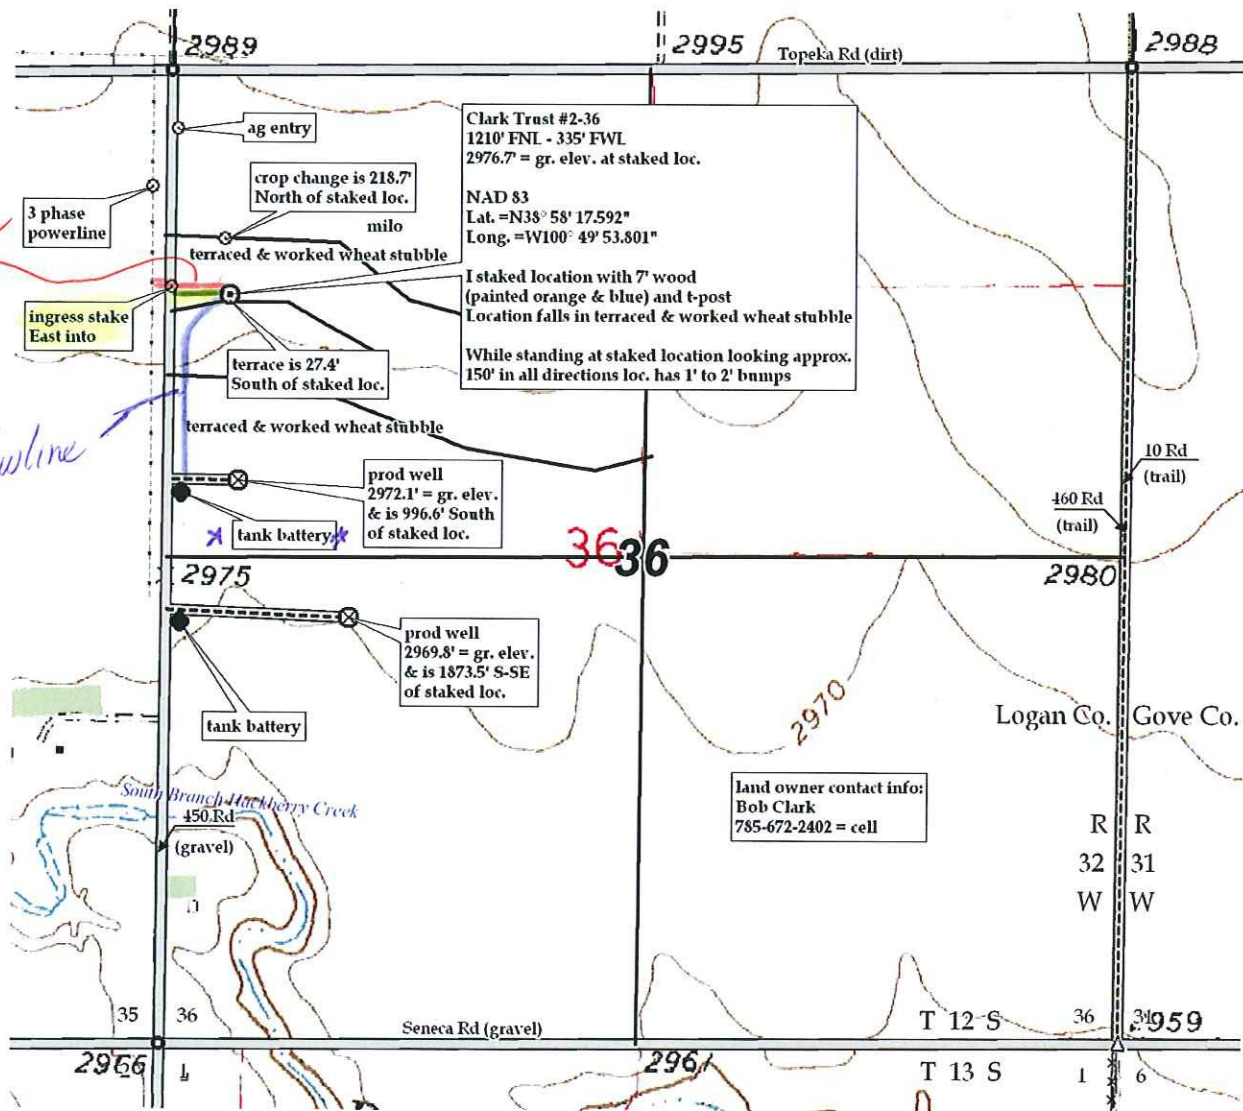 2989
2995
Topeka Rd (dirt)
2988
ag entry
Clark Trust #2-36
1210' FNL - 335' FWL
2976.7' = gr. elev. at staked loc.
NAD 83
Lat. =N38° 58' 17.592"
Long. =W100° 49' 53.801"
I staked location with 7' wood
(painted orange & blue) and t-post
Location falls in terraced & worked wheat stubble
While standing at staked location looking approx.
150' in all directions loc. has 1' to 2' bumps
crop change is 218.7'
North of staked loc.
3 phase
powerline
milo
terraced & worked wheat stubble
ingress stake
East into
terrace is 27.4'
South of staked loc.
terraced & worked wheat stubble
prod well
2972.1' = gr. elev.
& is 996.6' South
of staked loc.
tank battery
10 Rd
(trail)
460 Rd
(trail)
36
36
2975
2980
prod well
2969.8' = gr. elev.
& is 1873.5' S-SE
of staked loc.
tank battery
2970
Logan Co.
Gove Co.
land owner contact info:
Bob Clark
785-672-2402 = cell
South Branch Hackberry Creek
450 Rd
(gravel)
R R
32 31
W W
35 36
Seneca Rd (gravel)
T 12 S
36
2959
2966
2961
T 13 S
1 6